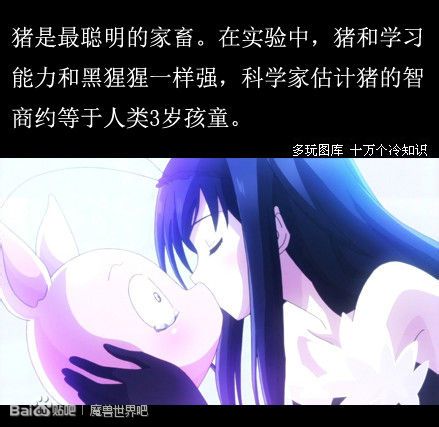 猪是最聪明的家畜。在实验中，猪和学习
能力和黑猩猩一样强，科学家估计猪的智
商约等于人类3岁孩童。
多玩图库 十万个冷知识
Bai 贴吧 | 魔兽世界吧